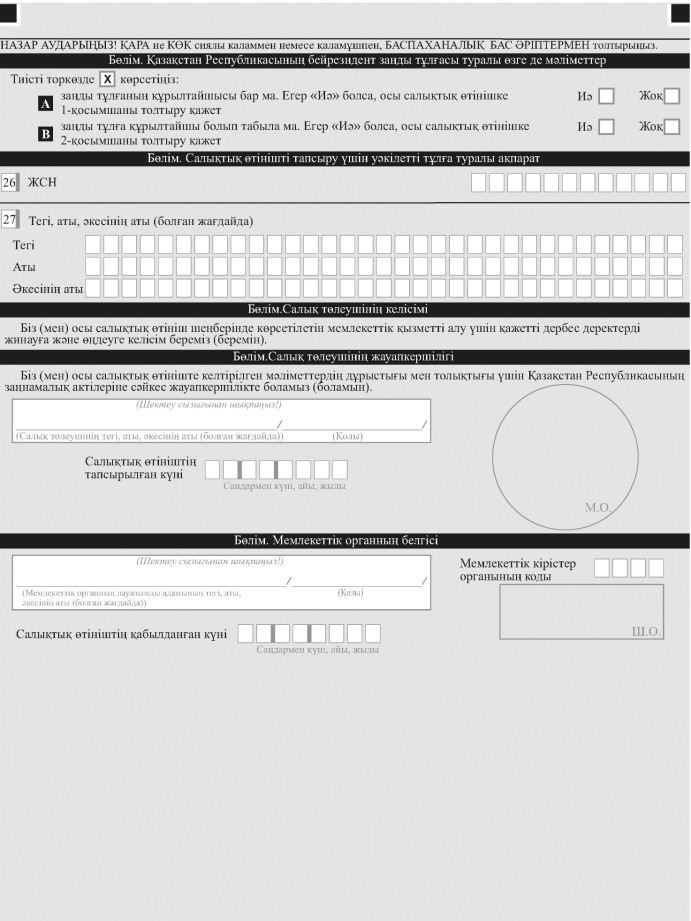 НАЗАР АУДАРЫҢЫЗ! ҚАРА не КӨК сиялы қаламмен немесе қаламұшпен, БАСПАХАНАЛЫҚ БАС ӘРІПТЕРМЕН толтырыңыз.
Бөлім. Қазақстан Республикасының бейрезидент заңды тұлғасы туралы өзге де мәліметтер
Тиісті торкөзде X көрсетіңіз:
A заңды тұлғаның құрылтайшысы бар ма. Егер «Иә» болса, осы салықтық өтінішке Иә Жоқ
1-қосымшаны толтыру қажет
B заңды тұлға құрылтайшы болып табыла ма. Егер «Иә» болса, осы салықтық өтінішке Иә Жоқ
2-қосымшаны толтыру қажет
Бөлім. Салықтық өтінішті тапсыру үшін уәкілетті тұлға туралы ақпарат
26 ЖСН
27 Тегі, аты, әкесінің аты (болған жағдайда)
Тегі
Аты
Әкесінің аты
Бөлім.Салық төлеушінің келісімі
Біз (мен) осы салықтық өтініш шеңберінде көрсетілетін мемлекеттік қызметті алу үшін қажетті дербес деректерді
жинауға және өңдеуге келісім береміз (беремін).
Бөлім.Салық төлеушінің жауапкершілігі
Біз (мен) осы салықтық өтініште келтірілген мәліметтердің дұрыстығы мен толықтығы үшін Қазақстан Республикасының
заңнамалық актілеріне сәйкес жауапкершілікте боламыз (боламын).
(Шектеу сызығынан шықпаңыз!)
/ /
(Салық төлеушінің тегі, аты, әкесінің аты (болған жағдайда)) (Қолы)
Салықтық өтініштің
тапсырылған күні
Сандармен күні, айы, жылы
М.О.
Бөлім. Мемлекеттік органның белгісі
(Шектеу сызығынан шықпаңыз!)
/ /
(Мемлекеттік органның лауазымды адамының тегі, аты, (Қолы)
әкесінің аты (болған жағдайда))
Мемлекеттік кірістер
органының коды
Ш.О.
Салықтық өтініштің қабылданған күні
Сандармен күні, айы, жылы